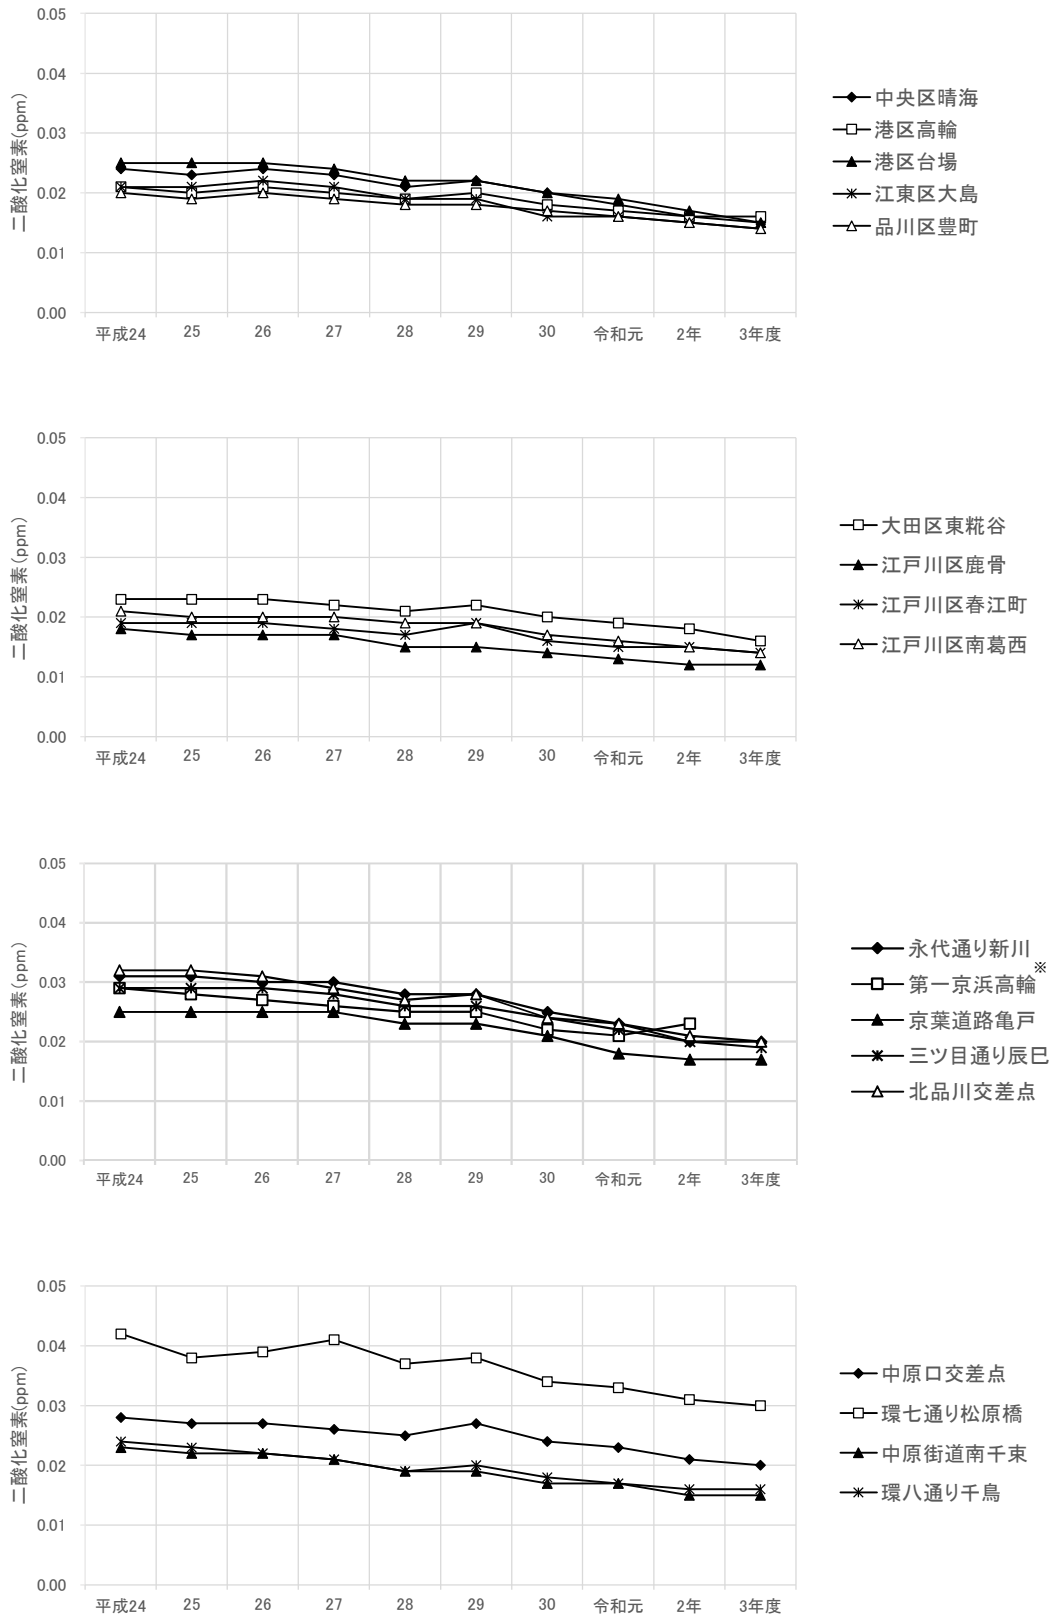 二酸化窒素(ppm)
0.05
0.04
0.03
0.02
0.01
0.00
平成24 25 26 27 28 29 30 令和元 2年 3年度
中央区晴海
港区高輪
港区台場
江東区大島
品川区豊町
二酸化窒素(ppm)
0.05
0.04
0.03
0.02
0.01
0.00
平成24 25 26 27 28 29 30 令和元 2年 3年度
大田区東糀谷
江戸川区鹿骨
江戸川区春江町
江戸川区南葛西
二酸化窒素(ppm)
0.05
0.04
0.03
0.02
0.01
0.00
平成24 25 26 27 28 29 30 令和元 2年 3年度
永代通り新川
第一京浜高輪※
京葉道路亀戸
三ツ目通り辰巳
北品川交差点
二酸化窒素(ppm)
0.05
0.04
0.03
0.02
0.01
0.00
平成24 25 26 27 28 29 30 令和元 2年 3年度
中原口交差点
環七通り松原橋
中原街道南千束
環八通り千鳥